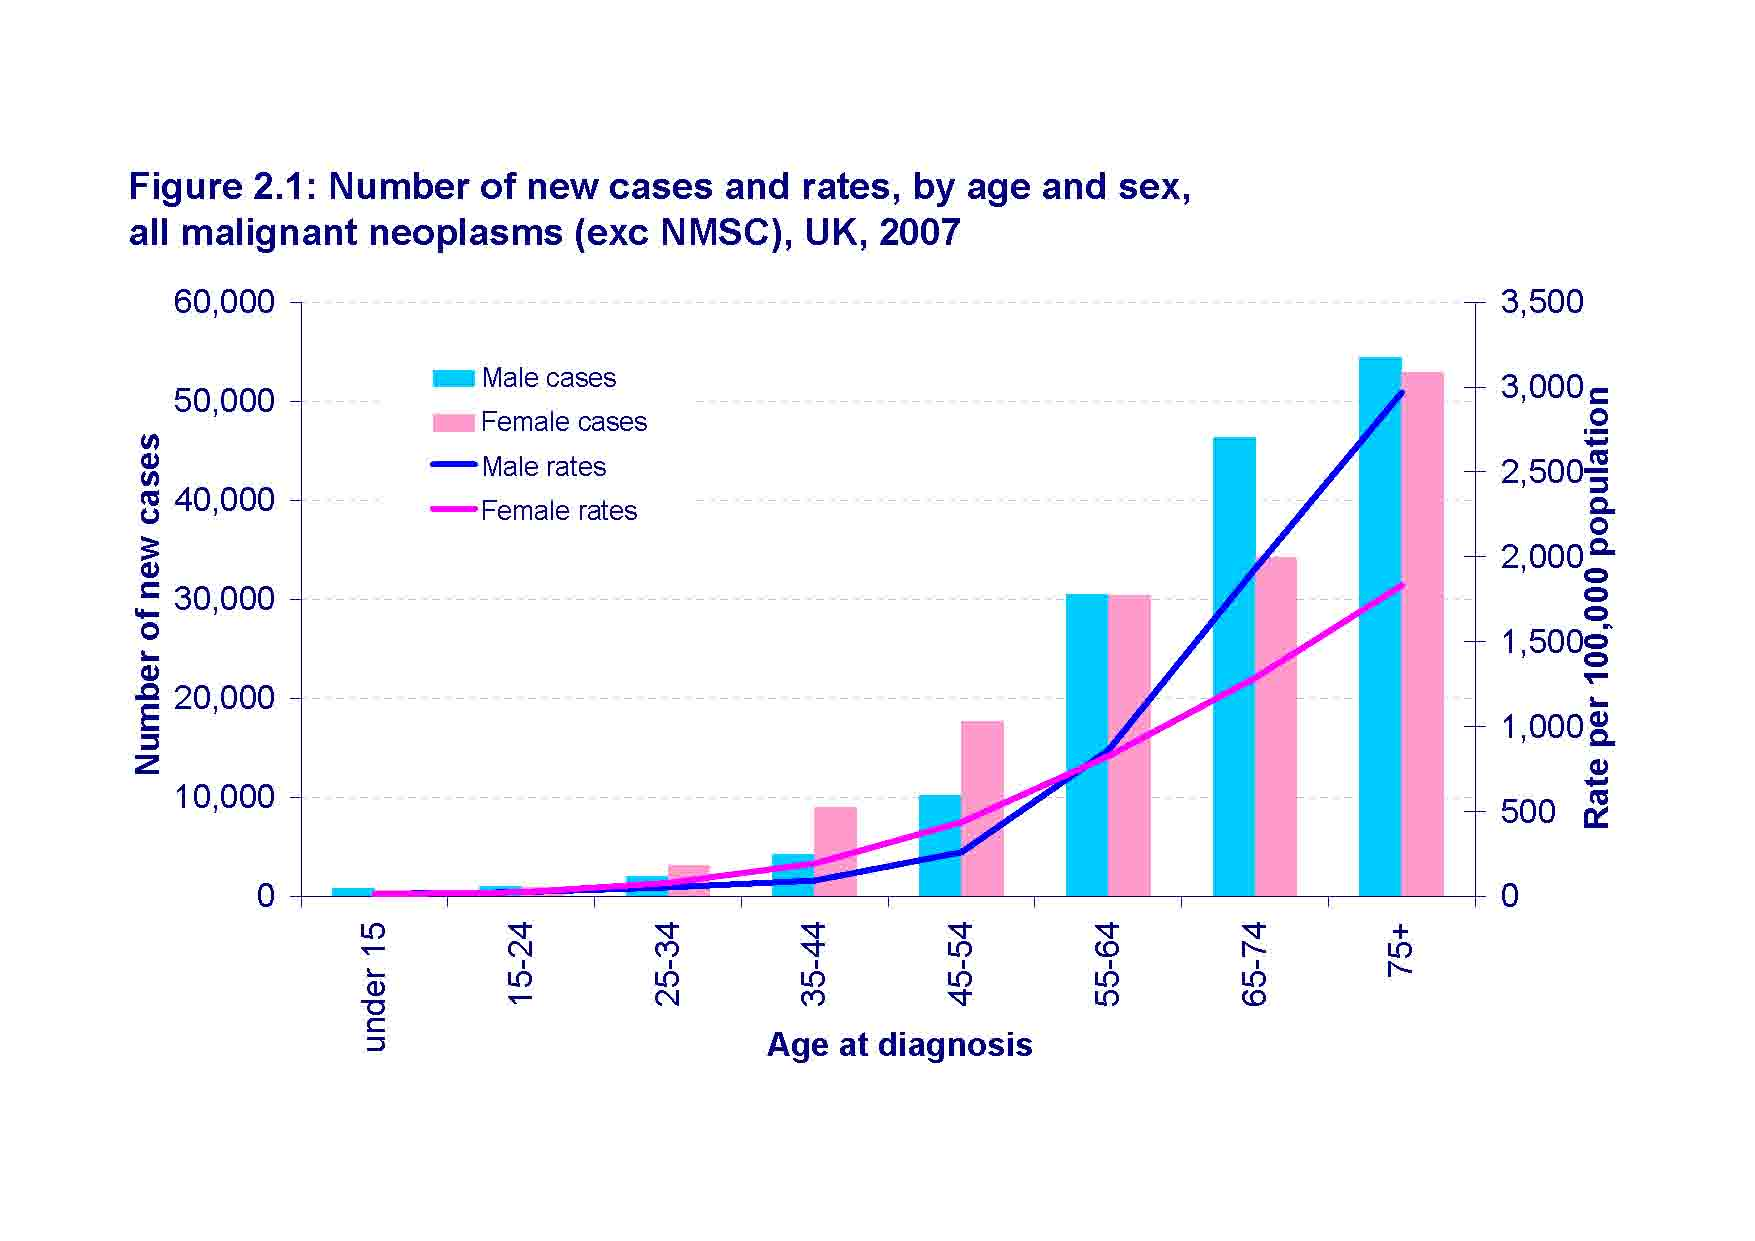 Figure 2.1: Number of new cases and rates, by age and sex,
all malignant neoplasms (exc NMSC), UK, 2007
60,000
50,000
40,000
30,000
20,000
10,000
0
Number of new cases
Male cases
Female cases
Male rates
Female rates
3,500
3,000
2,500
2,000
1,500
1,000
500
0
Rate per 100,000 population
under 15
15-24
25-34
35-44
45-54
55-64
65-74
75+
Age at diagnosis